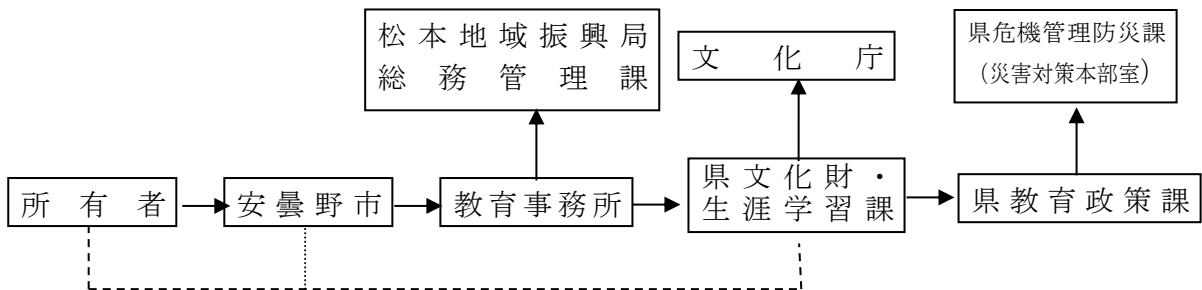 松本地域振興局
総務管理課
文化庁
県危機管理防災課
(災害対策本部室)
所有者
安曇野市
教育事務所
県文化財・
生涯学習課
県教育政策課